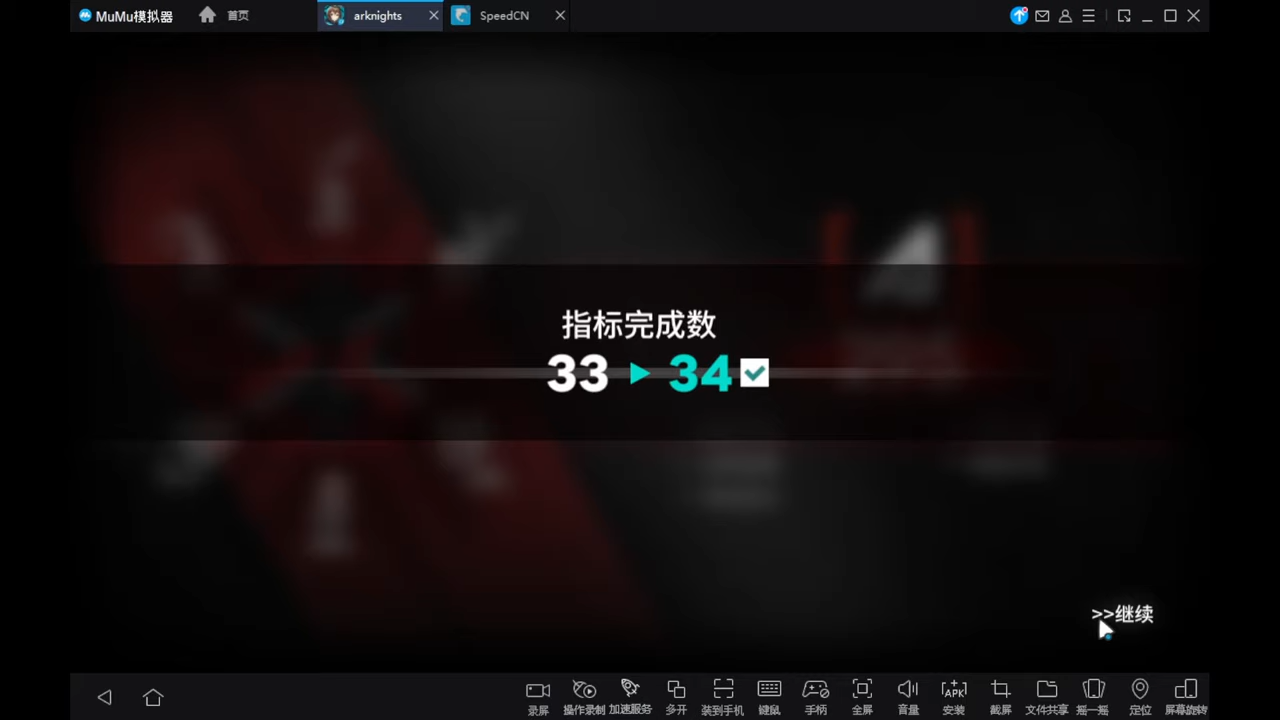 MuMu模拟器
首页
arknights
SpeedCN
指标完成数
33 34
>>继续
录屏
操作录制
加速服务
多开
装到手机
键鼠
手柄
全屏
音量
APK
安装
截屏
文件共享
摇一摇
定位
屏幕旋转